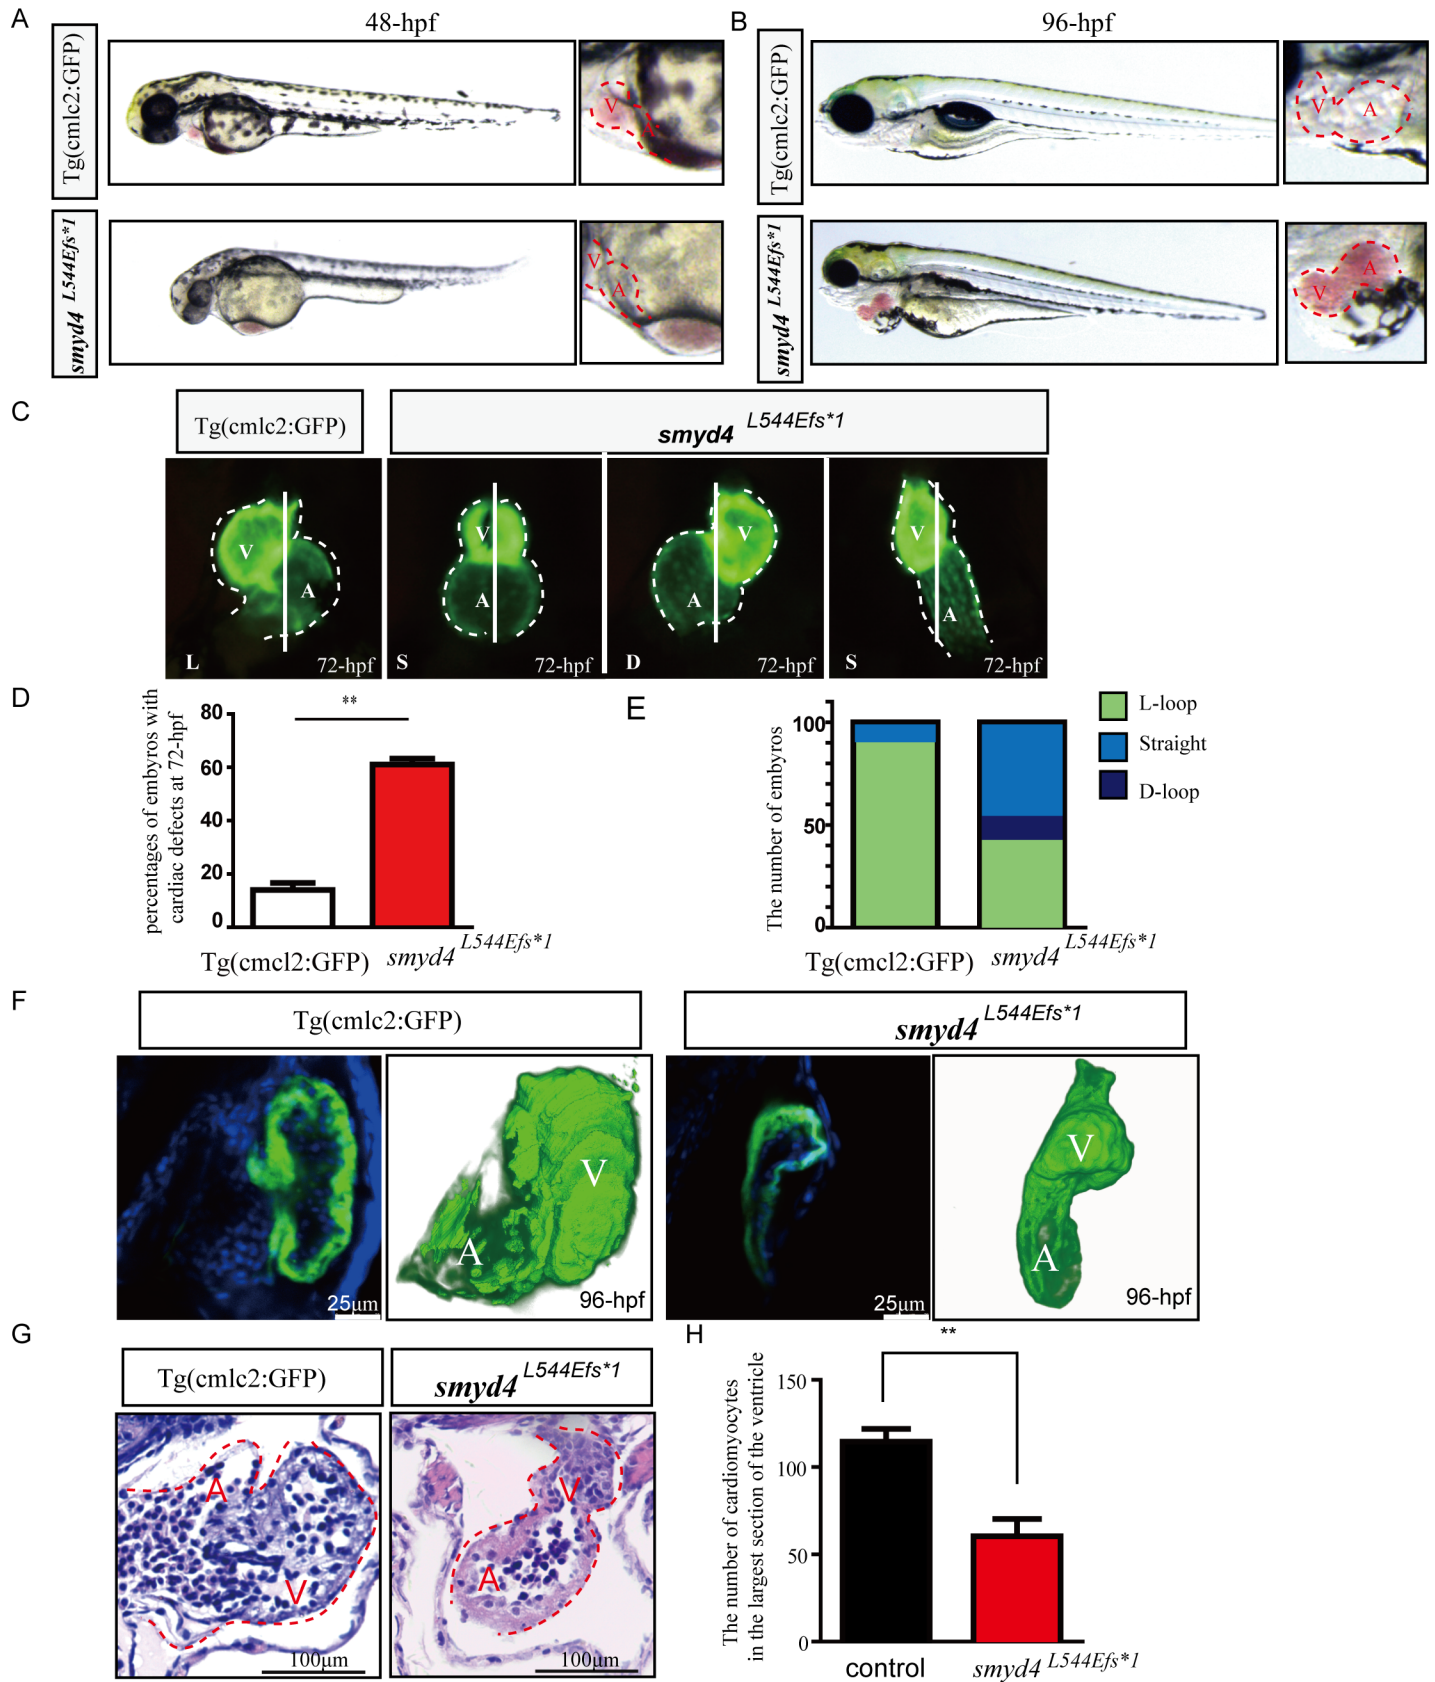 A
48-hpf
B
96-hpf
Tg(cmlc2:GFP)
V
A
Tg(cmlc2:GFP)
V
A
smyd4 L544Efs*1
V
A
smyd4 L544Efs*1
A
V
C
Tg(cmlc2:GFP)
smyd4 L544Efs*1
V
A
L
72-hpf
V
A
S
72-hpf
V
A
D
72-hpf
V
A
S
72-hpf
D
percentages of embyros with
cardiac defects at 72-hpf
80
60
40
20
0
**
Tg(cmcl2:GFP)
smyd4 L544Efs*1
E
The number of embyros
100
50
0
L-loop
Straight
D-loop
Tg(cmcl2:GFP)
smyd4 L544Efs*1
F
Tg(cmlc2:GFP)
smyd4 L544Efs*1
25μm
V
A
96-hpf
25μm
V
A
96-hpf
G
Tg(cmlc2:GFP)
smyd4 L544Efs*1
A
V
100μm
V
A
100μm
H
**
The number of cardiomyocytes
in the largest section of the ventricle
150
100
50
0
control
smyd4 L544Efs*1